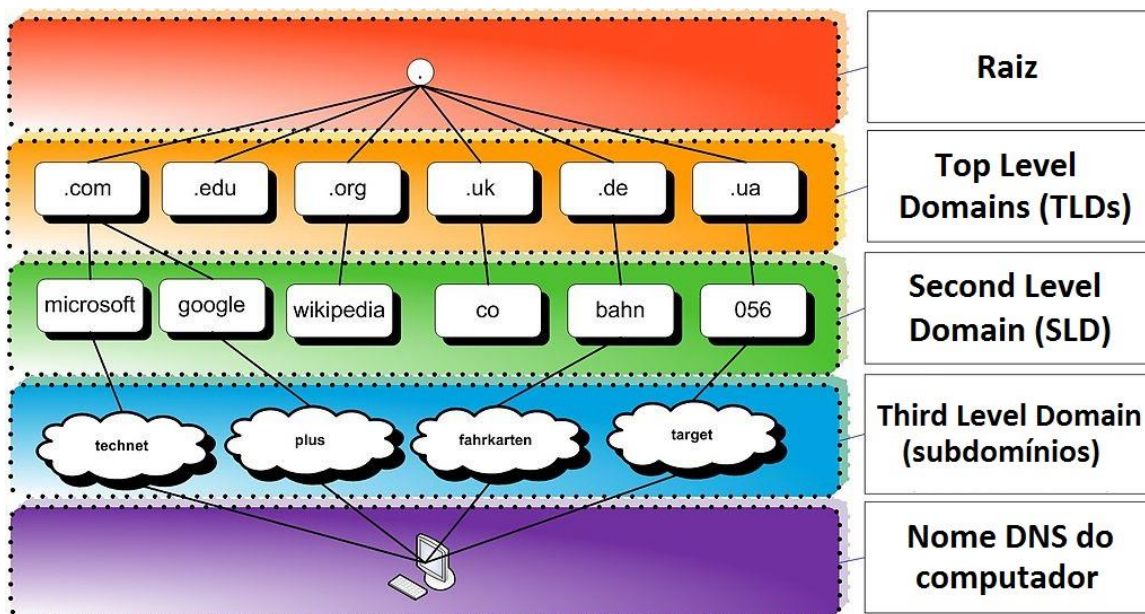 .
Raiz
.com .edu .org .uk .de .ua
Top Level
Domains (TLDs)
microsoft google wikipedia co bahn 056
Second Level
Domain (SLD)
technet plus fahrkarten target
Third Level Domain
(subdomínios)
Nome DNS do
computador